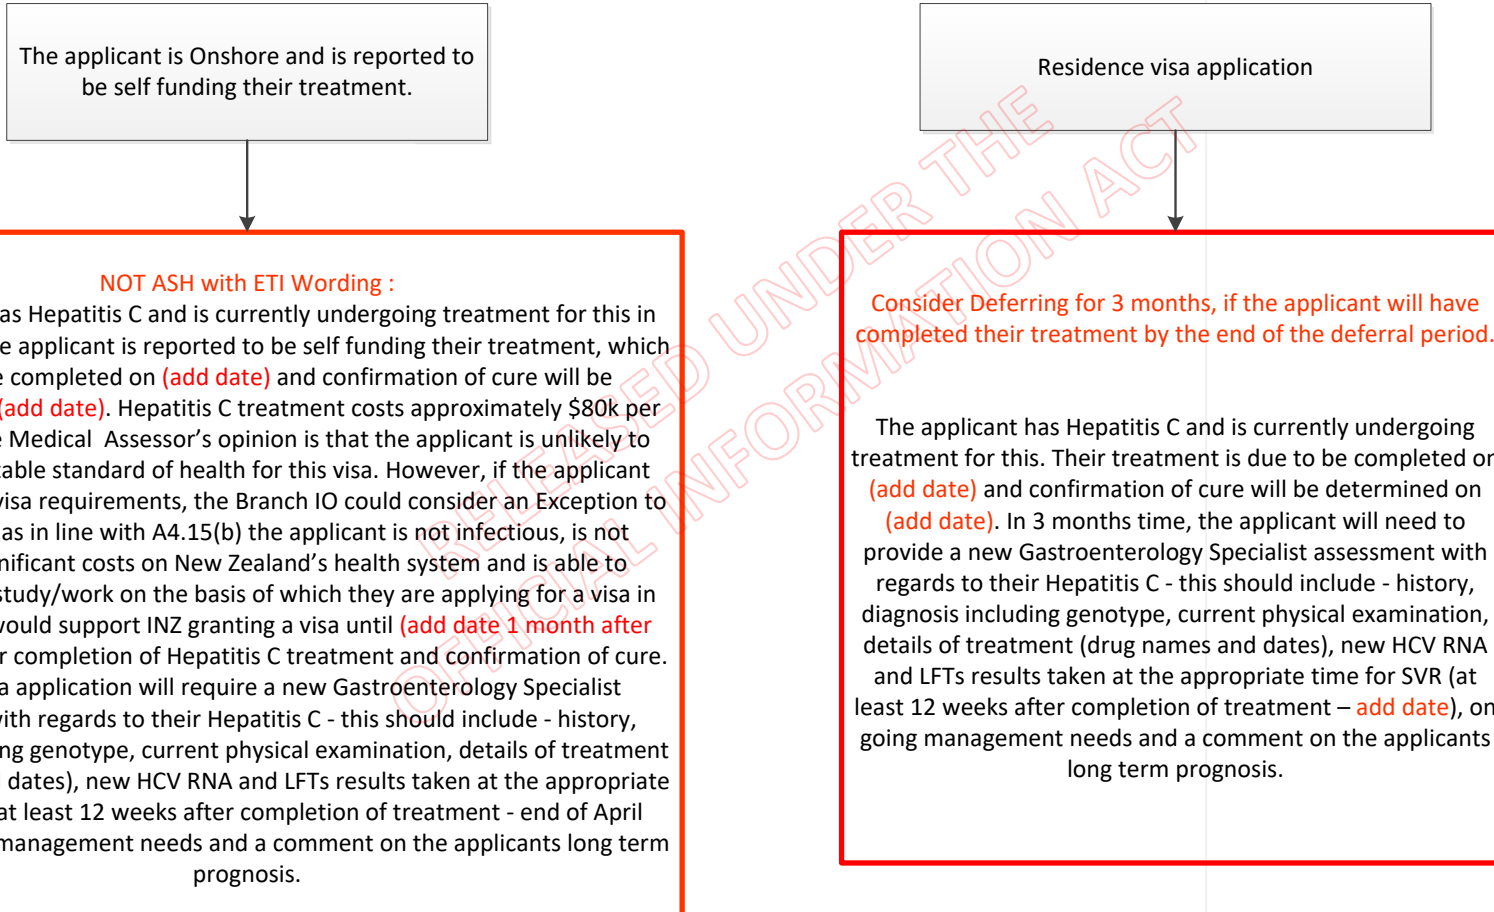 The applicant is Onshore and is reported to
be self funding their treatment.
NOT ASH with ETI Wording :
as Hepatitis C and is currently undergoing treatment for this in
e applicant is reported to be self funding their treatment, which
e completed on (add date) and confirmation of cure will be
(add date). Hepatitis C treatment costs approximately $80k per
e Medical Assessor’s opinion is that the applicant is unlikely to
table standard of health for this visa. However, if the applicant
visa requirements, the Branch IO could consider an Exception to
as in line with A4.15(b) the applicant is not infectious, is not
nificant costs on New Zealand’s health system and is able to
study/work on the basis of which they are applying for a visa in
would support INZ granting a visa until (add date 1 month after
r completion of Hepatitis C treatment and confirmation of cure.
a application will require a new Gastroenterology Specialist
with regards to their Hepatitis C - this should include - history,
ng genotype, current physical examination, details of treatment
dates), new HCV RNA and LFTs results taken at the appropriate
at least 12 weeks after completion of treatment - end of April
management needs and a comment on the applicants long term
prognosis.
Residence visa application
Consider Deferring for 3 months, if the applicant will have
completed their treatment by the end of the deferral period.
The applicant has Hepatitis C and is currently undergoing
treatment for this. Their treatment is due to be completed on
(add date) and confirmation of cure will be determined on
(add date). In 3 months time, the applicant will need to
provide a new Gastroenterology Specialist assessment with
regards to their Hepatitis C - this should include - history,
diagnosis including genotype, current physical examination,
details of treatment (drug names and dates), new HCV RNA
and LFTs results taken at the appropriate time for SVR (at
least 12 weeks after completion of treatment – add date), on
going management needs and a comment on the applicants
long term prognosis.
RELEASED UNDER THE
OFFICIAL INFORMATION ACT